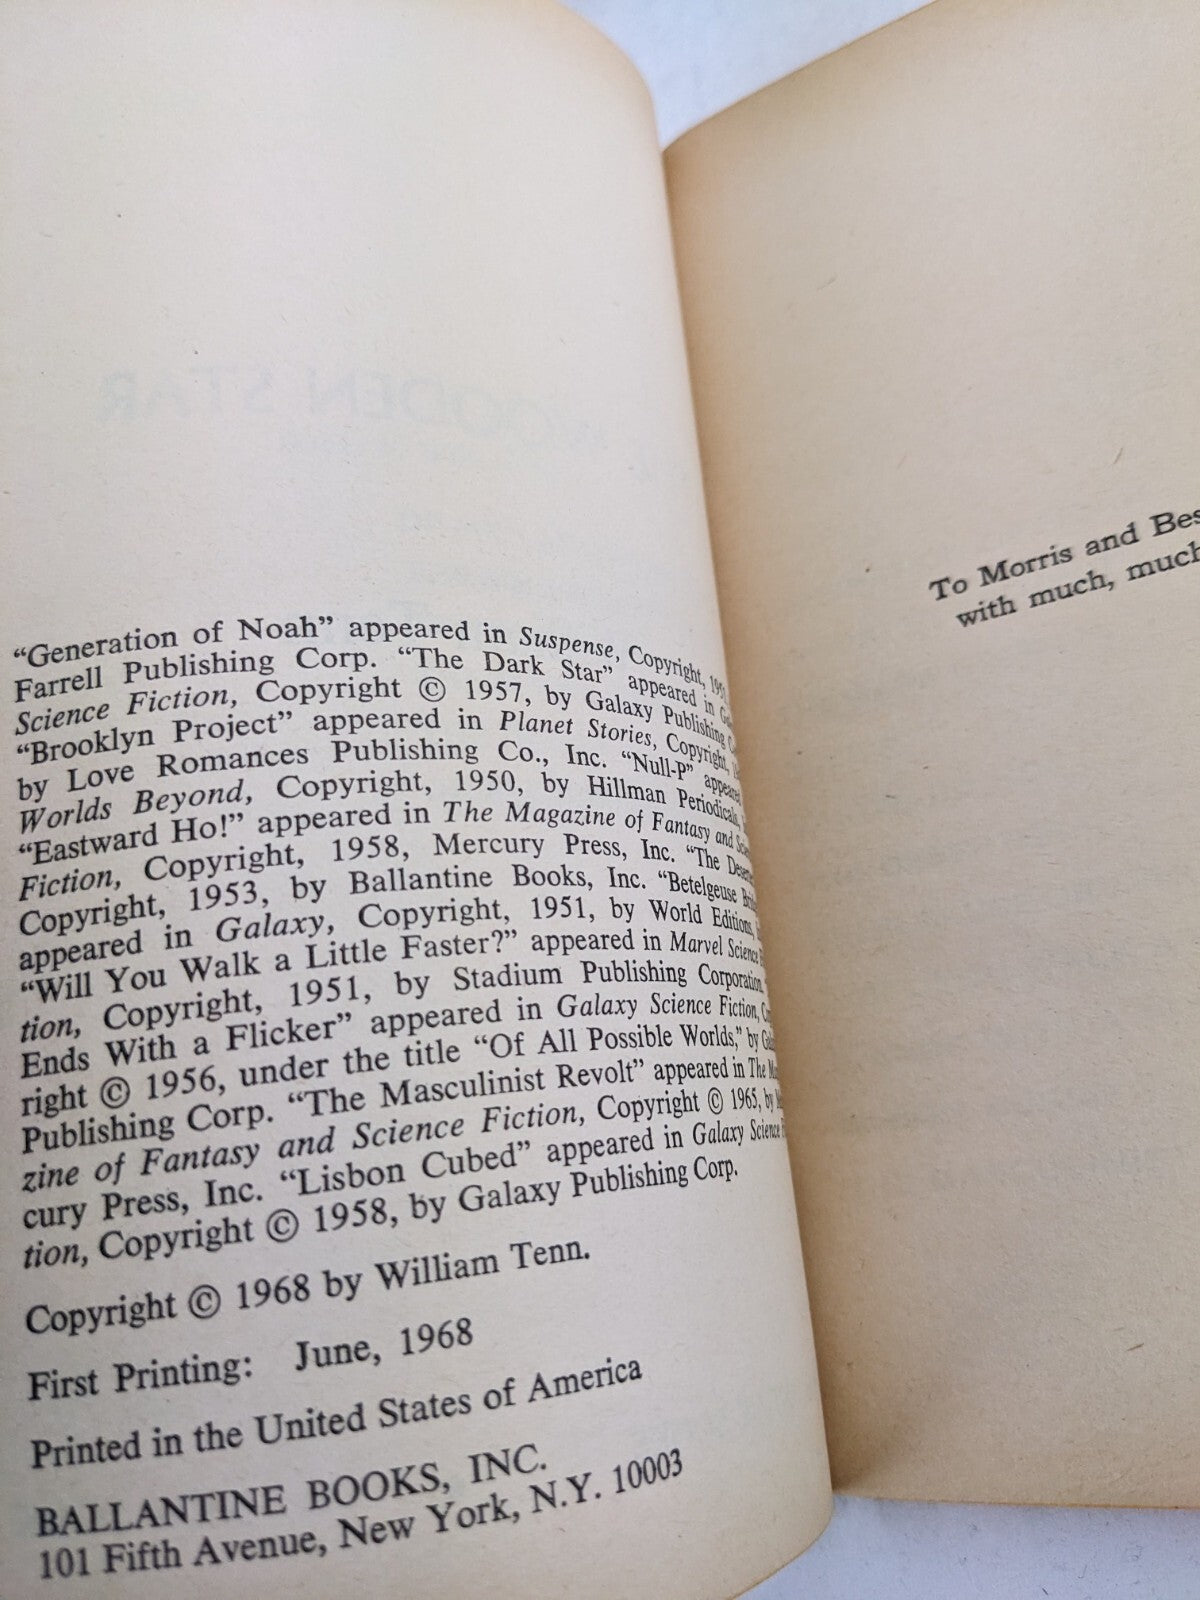 “Generation of Noah” appeared in Suspense, Copyright, 1951
Farrell Publishing Corp. “The Dark Star” appeared in
Science Fiction, Copyright © 1957, by Galaxy Publishing
“Brooklyn Project” appeared in Planet Stories, Copyright,
by Love Romances Publishing Co., Inc. “Null-P” appeared
Worlds Beyond, Copyright, 1950, by Hillman Periodicals,
“Eastward Ho!” appeared in The Magazine of Fantasy and
Fiction, Copyright, 1958, Mercury Press, Inc. “The
Copyright, 1953, by Ballantine Books, Inc. “Betelgeuse
appeared in Galaxy, Copyright, 1951, by World Editions,
“Will You Walk a Little Faster?” appeared in Marvel Science
tion, Copyright, 1951, by Stadium Publishing Corporation.
Ends With a Flicker” appeared in Galaxy Science Fiction,
right © 1956, under the title “Of All Possible Worlds,” by
Publishing Corp. “The Masculinist Revolt” appeared in The
zine of Fantasy and Science Fiction, Copyright © 1965, by
cury Press, Inc. “Lisbon Cubed” appeared in Galaxy Science
tion, Copyright © 1958, by Galaxy Publishing Corp.
Copyright © 1968 by William Tenn.
First Printing: June, 1968
Printed in the United States of America
BALLANTINE BOOKS, INC.
101 Fifth Avenue, New York, N.Y. 10003
To Morris and Bes
with much, much